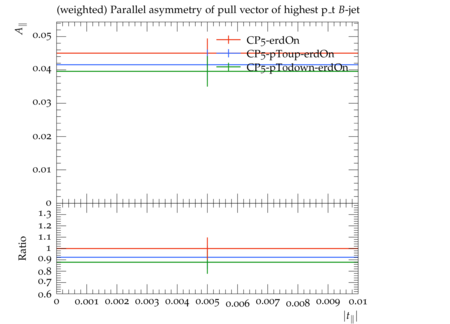 (weighted) Parallel asymmetry of pull vector of highest p_t B-jet
A∥
0.05
0.04
0.03
0.02
0.01
0
CP5-erdOn
CP5-pToup-erdOn
CP5-pTodown-erdOn
Ratio
1.3
1.2
1.1
1
0.9
0.8
0.7
0.6
0 0.001 0.002 0.003 0.004 0.005 0.006 0.007 0.008 0.009 0.01
|t∥|